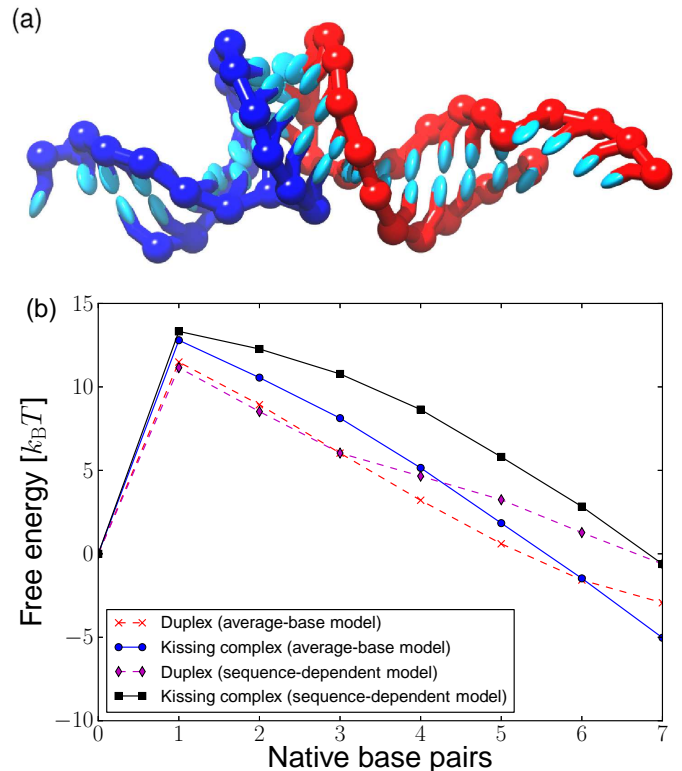 (a)
(b)
15
10
5
0
−5
−10
Free energy [k_BT]
Duplex (average-base model)
Kissing complex (average-base model)
Duplex (sequence-dependent model)
Kissing complex (sequence-dependent model)
0 1 2 3 4 5 6 7
Native base pairs